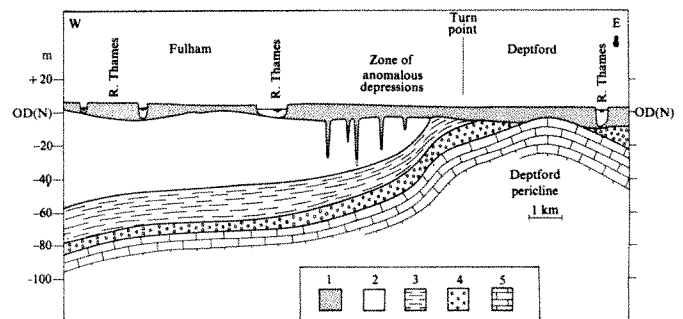 W
E
Turn
point
R. Thames
Fulham
R. Thames
Zone of
anomalous
depressions
Deptford
R. Thames
m
+20
OD(N)
OD(N)
-20
-40
-60
-80
-100
Deptford
pericline
1 km
1 2 3 4 5